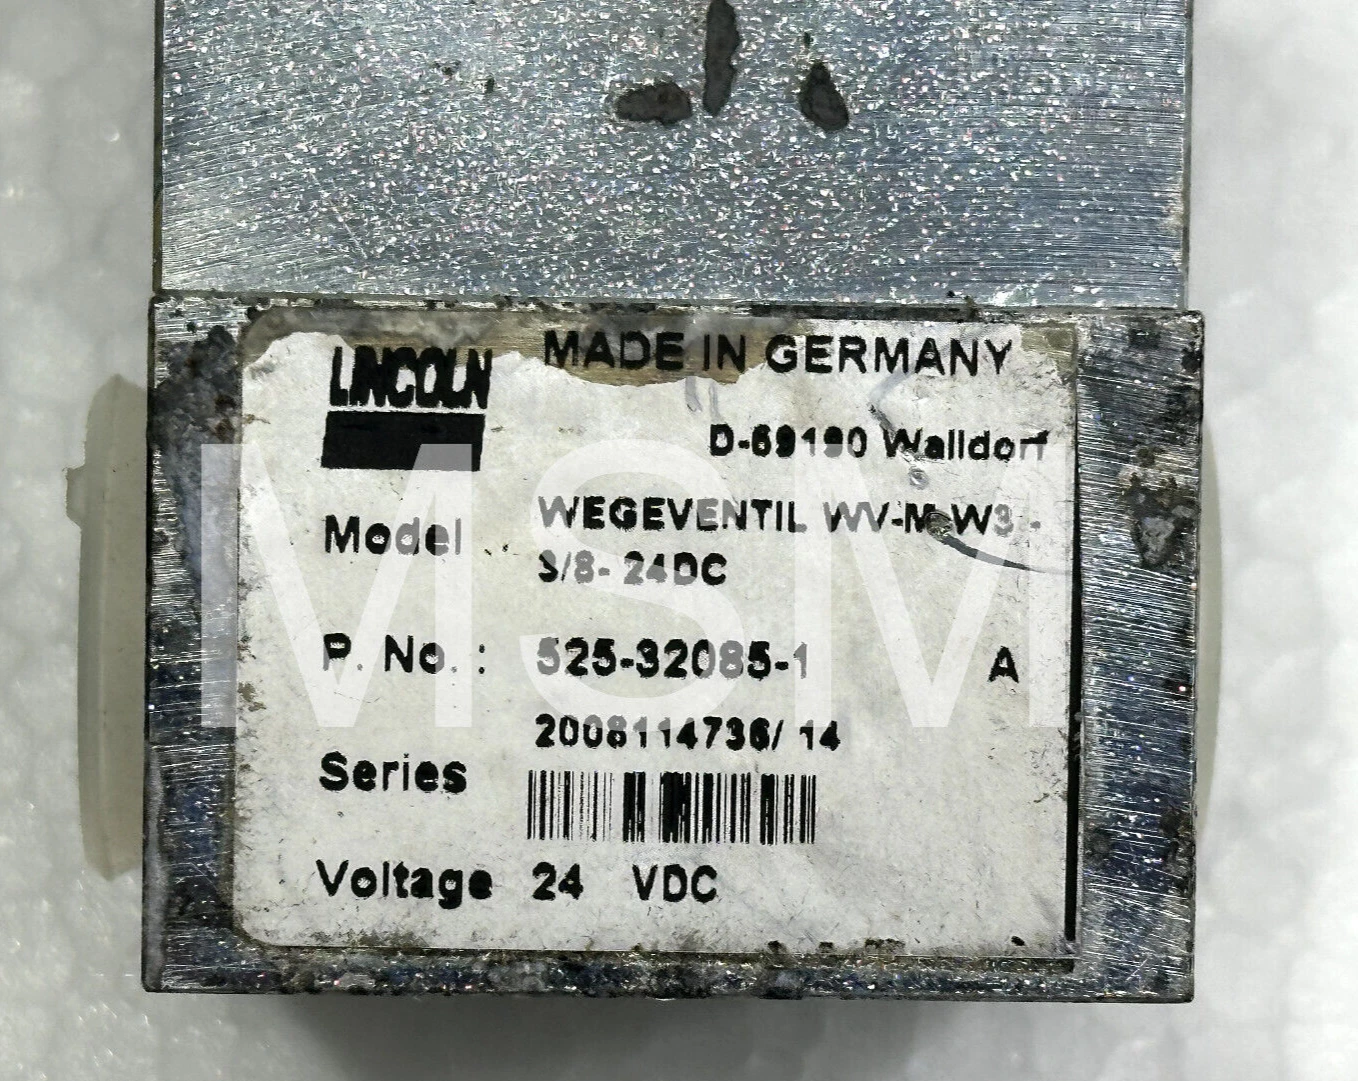 LINCOLN
MADE IN GERMANY
D-69190 Walldorf
Model WEGEVENTIL WV-M-W3 -
3/8- 24DC
P. No. : 525-32085-1 A
2008114736/ 14
Series
Voltage 24 VDC
MSM